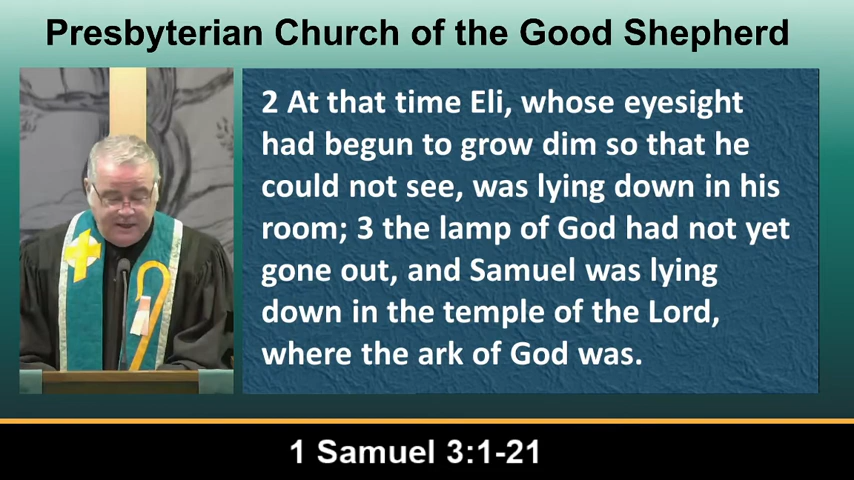 Presbyterian Church of the Good Shepherd
2 At that time Eli, whose eyesight
had begun to grow dim so that he
could not see, was lying down in his
room; 3 the lamp of God had not yet
gone out, and Samuel was lying
down in the temple of the Lord,
where the ark of God was.
1 Samuel 3:1-21